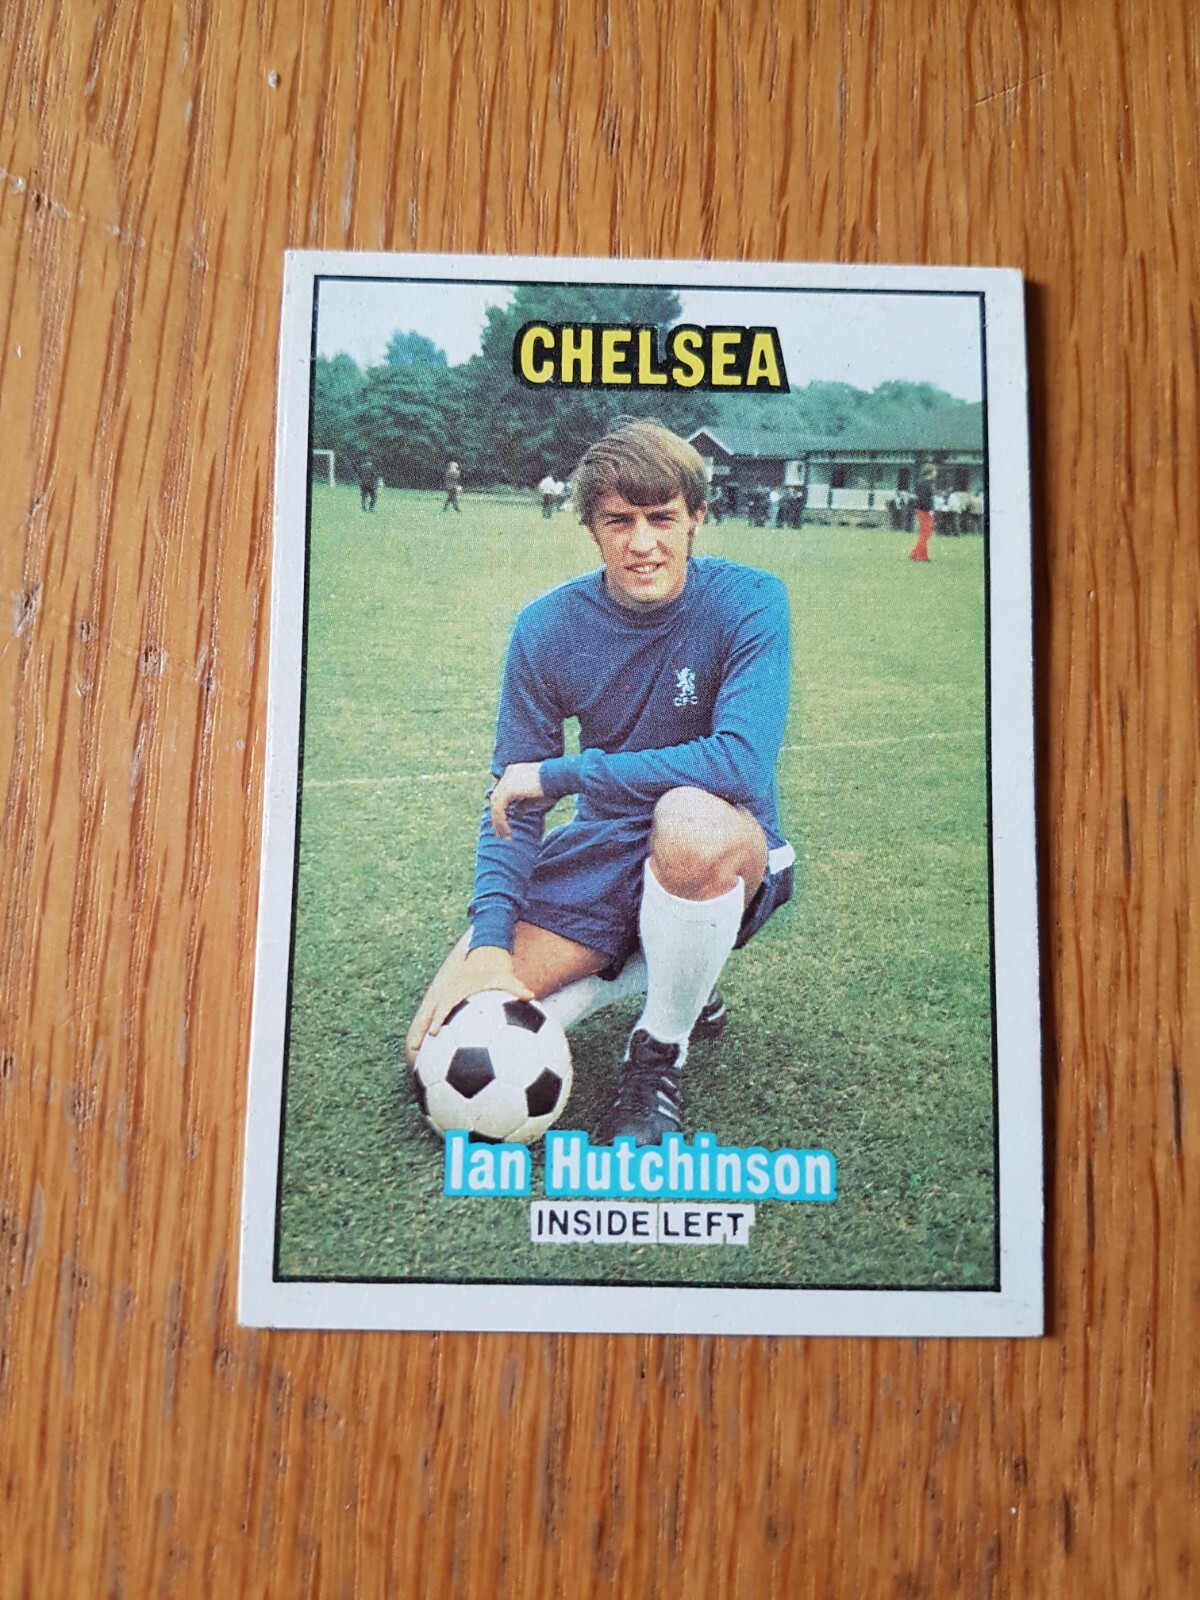 CHELSEA
CFC
Ian Hutchinson
INSIDE LEFT